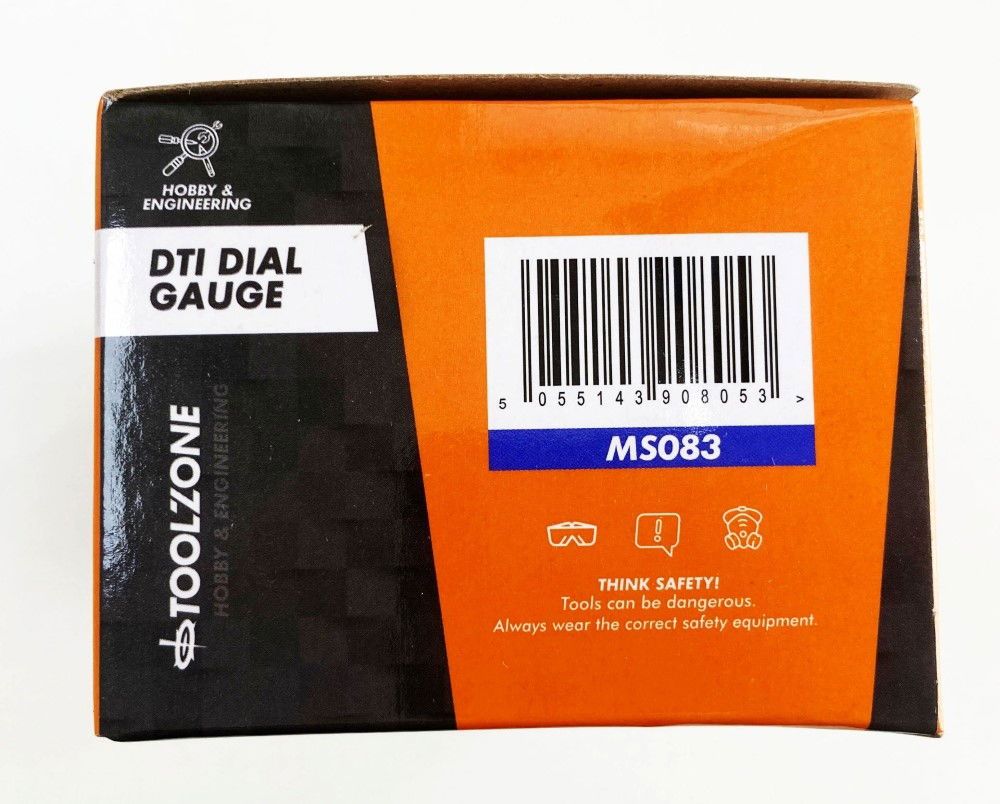 HOBBY &
ENGINEERING
DTI DIAL
GAUGE
TOOLZONE
HOBBY & ENGINEERING
5 055143 908053 >
MS083
THINK SAFETY!
Tools can be dangerous.
Always wear the correct safety equipment.